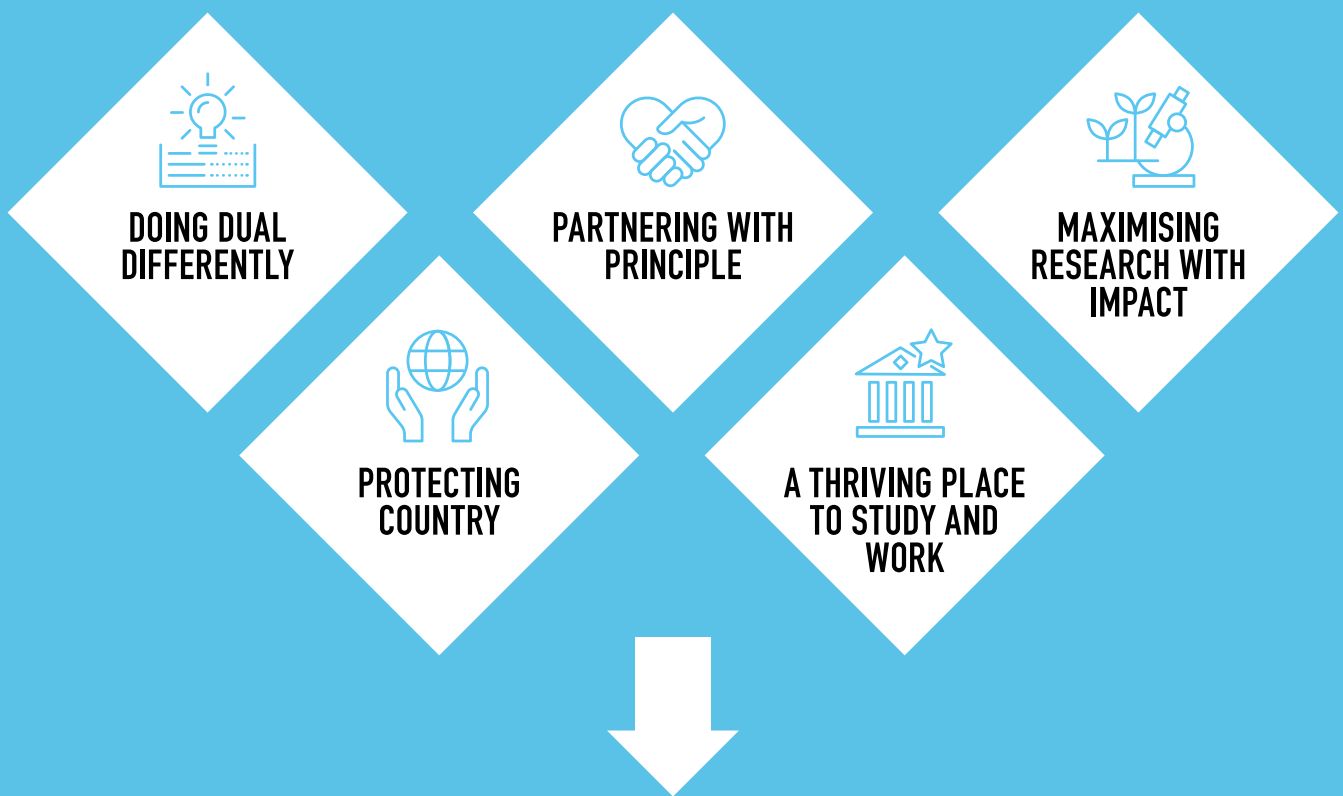 DOING DUAL
DIFFERENTLY
PARTNERING WITH
PRINCIPLE
MAXIMISING
RESEARCH WITH
IMPACT
PROTECTING
COUNTRY
A THRIVING PLACE
TO STUDY AND
WORK